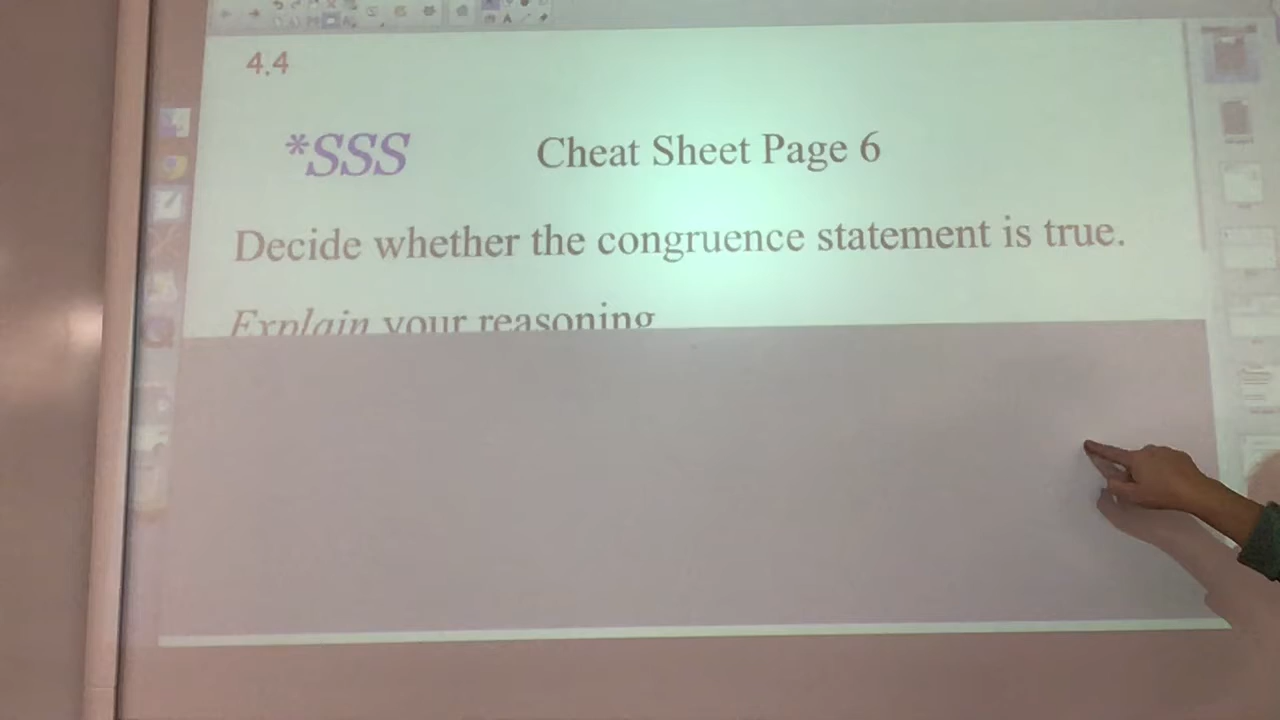 4.4
*SSS Cheat Sheet Page 6
Decide whether the congruence statement is true.
Explain your reasoning